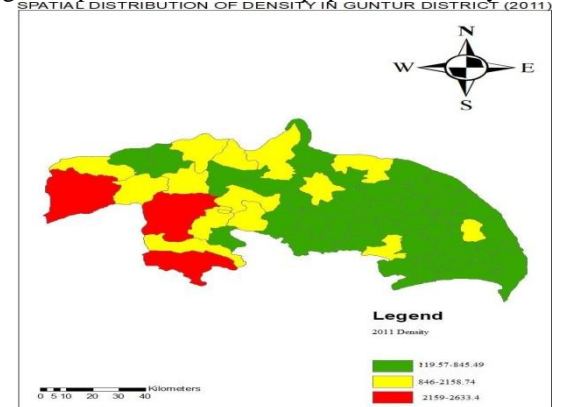 SPATIAL DISTRIBUTION OF DENSITY IN GUNTUR DISTRICT (2011)
N
W E
S
Legend
2011 Density
119.57-845.49
846-2158.74
2159-2633.4
0 5 10 20 30 40 Kilometers